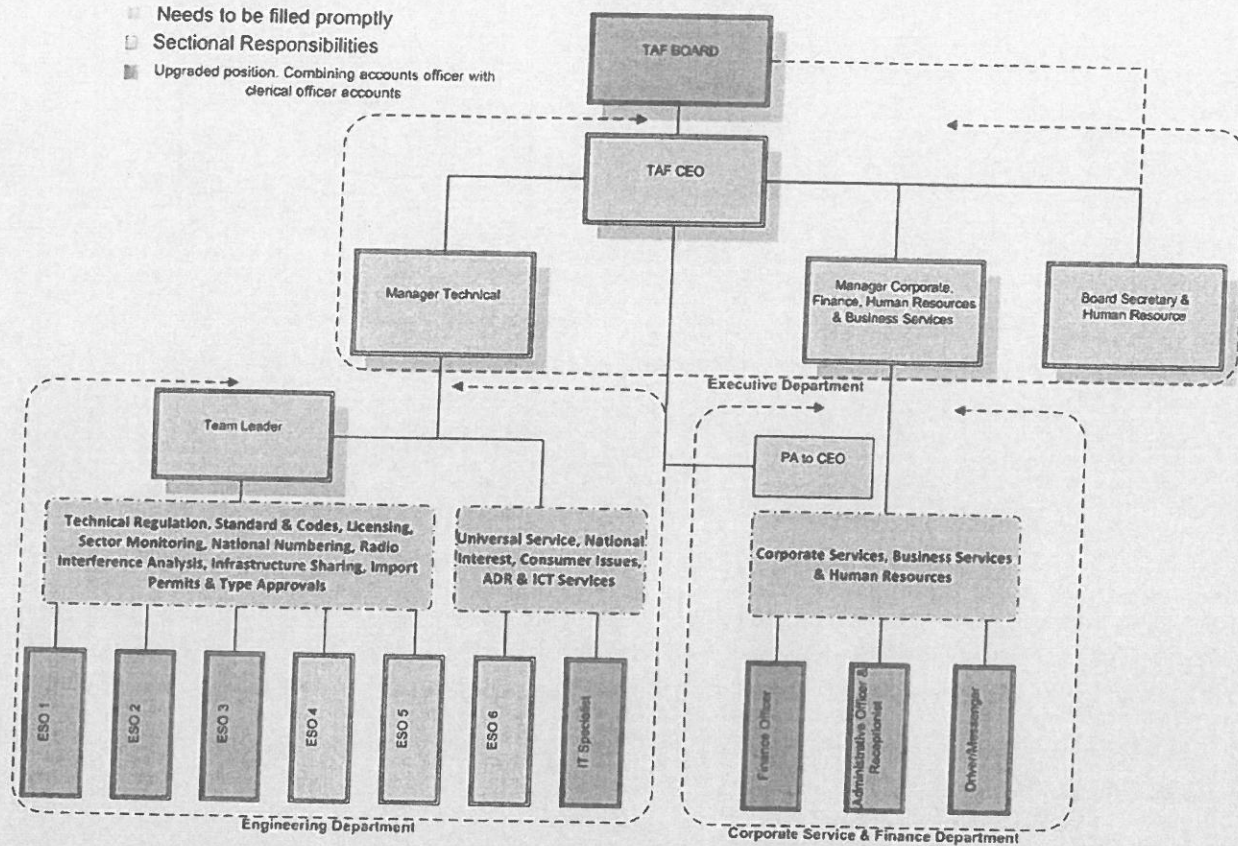 Needs to be filled promptly
Sectional Responsibilities
Upgraded position. Combining accounts officer with
clerical officer accounts
TAF BOARD
TAF CEO
Manager Technical
Manager Corporate,
Finance, Human Resources
& Business Services
Board Secretary &
Human Resource
Executive Department
Team Leader
PA to CEO
Technical Regulation, Standard & Codes, Licensing,
Sector Monitoring, National Numbering, Radio
Interference Analysis, Infrastructure Sharing, Import
Permits & Type Approvals
Universal Service, National
Interest, Consumer Issues,
ADR & ICT Services
Corporate Services, Business Services
& Human Resources
ESO 1
ESO 2
ESO 3
ESO 4
ESO 5
ESO 6
IT Specialist
Finance Officer
Administrative Officer &
Receptionist
Driver/Messenger
Engineering Department
Corporate Service & Finance Department